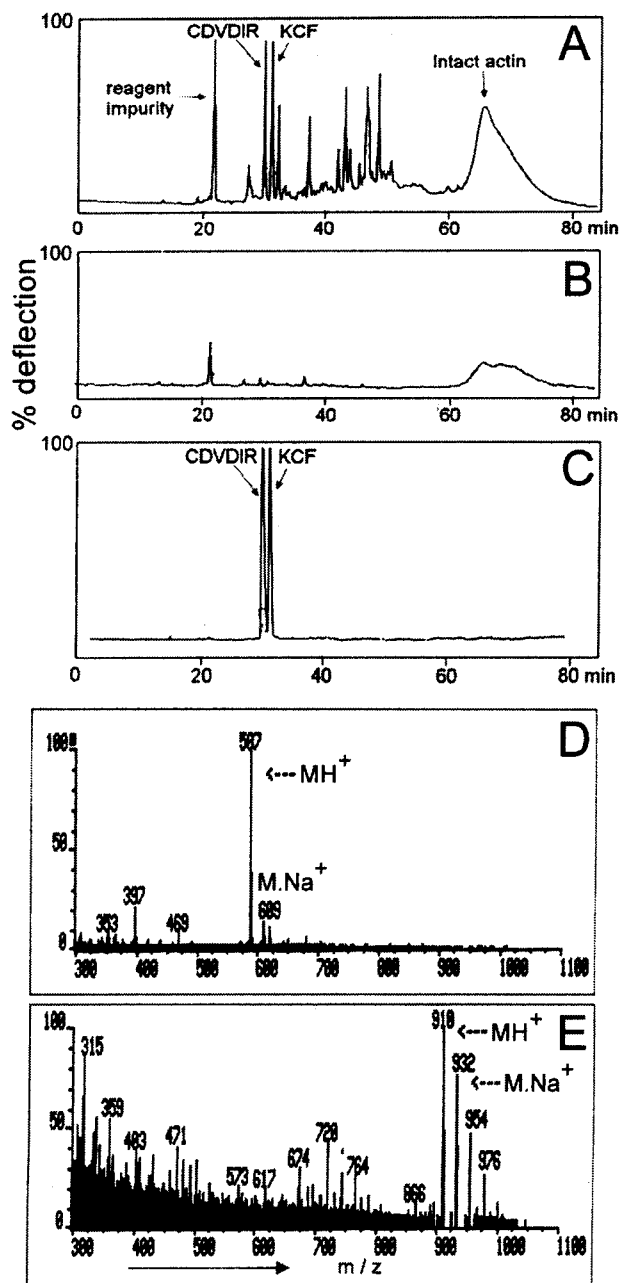 100
CDVDIR
KCF
A
reagent impurity
Intact actin
0 20 40 60 80 min
100
B
0 20 40 60 80 min
% deflection
100
CDVDIR
KCF
C
0 20 40 60 80 min
D
100
587
<--- MH+
50
M.Na+
397
353
469
609
0
300 400 500 600 700 800 900 1000 1100
E
100
910
<--- MH+
932
<--- M.Na+
315
954
50
359
403
471
720
674
764
976
573
617
866
0
300 400 500 600 700 800 900 1000 1100
m / z